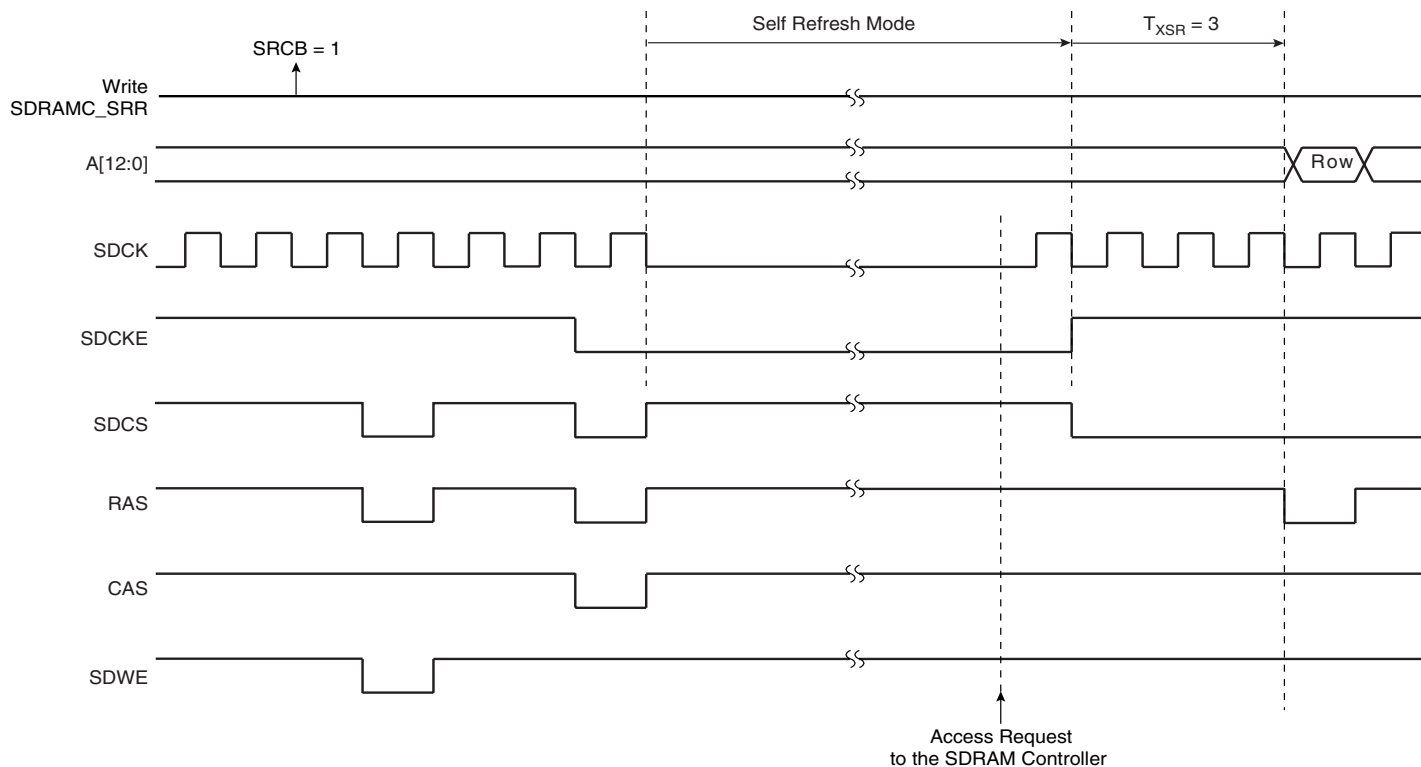 Self Refresh Mode
T_XSR = 3
SRCB = 1
Write
SDRAMC_SRR
A[12:0]
Row
SDCK
SDCKE
SDCS
RAS
CAS
SDWE
Access Request
to the SDRAM Controller